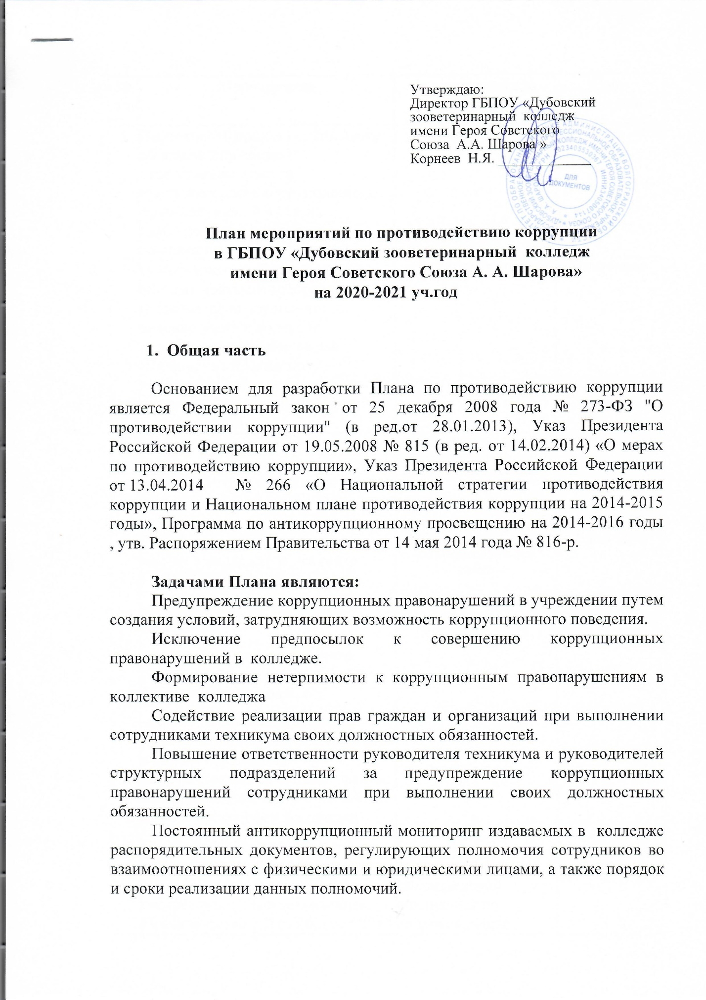 Утверждаю:
Директор ГБПОУ «Дубовский
зооветеринарный колледж
имени Героя Советского
Союза А.А. Шарова »
Корнеев Н.Я. ______________
ДЛЯ
ДОКУМЕНТОВ
План мероприятий по противодействию коррупции
в ГБПОУ «Дубовский зооветеринарный колледж
имени Героя Советского Союза А. А. Шарова»
на 2020-2021 уч.год
1. Общая часть
Основанием для разработки Плана по противодействию коррупции
является Федеральный закон от 25 декабря 2008 года № 273-ФЗ "О
противодействии коррупции" (в ред.от 28.01.2013), Указ Президента
Российской Федерации от 19.05.2008 № 815 (в ред. от 14.02.2014) «О мерах
по противодействию коррупции», Указ Президента Российской Федерации
от 13.04.2014 № 266 «О Национальной стратегии противодействия
коррупции и Национальном плане противодействия коррупции на 2014-2015
годы», Программа по антикоррупционному просвещению на 2014-2016 годы
, утв. Распоряжением Правительства от 14 мая 2014 года № 816-р.
Задачами Плана являются:
Предупреждение коррупционных правонарушений в учреждении путем
создания условий, затрудняющих возможность коррупционного поведения.
Исключение предпосылок к совершению коррупционных
правонарушений в колледже.
Формирование нетерпимости к коррупционным правонарушениям в
коллективе колледжа
Содействие реализации прав граждан и организаций при выполнении
сотрудниками техникума своих должностных обязанностей.
Повышение ответственности руководителя техникума и руководителей
структурных подразделений за предупреждение коррупционных
правонарушений сотрудниками при выполнении своих должностных
обязанностей.
Постоянный антикоррупционный мониторинг издаваемых в колледже
распорядительных документов, регулирующих полномочия сотрудников во
взаимоотношениях с физическими и юридическими лицами, а также порядок
и сроки реализации данных полномочий.